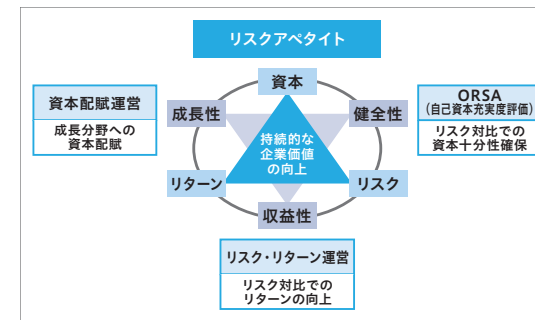 リスクアペタイト
資本
資本配賦運営
成長分野への
資本配賦
成長性
健全性
ORSA
(自己資本充実度評価)
リスク対比での
資本十分性確保
持続的な
企業価値
の向上
リターン
リスク
収益性
リスク・リターン運営
リスク対比での
リターンの向上